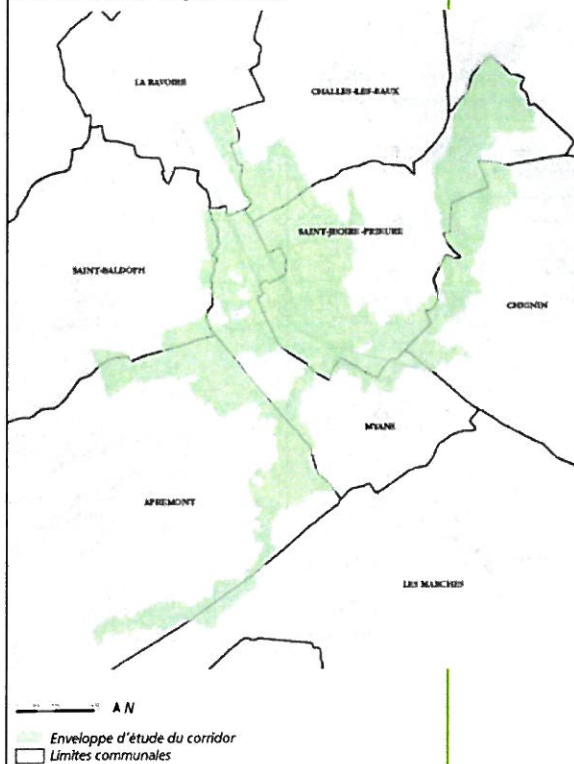 LA RAVOIRE
CHALLES-LES-EAUX
SAINT-JEOIRE-PRIEURE
SAINT-BALDOPH
CHIGNIN
MYANS
APREMONT
LES MARCHES
N
Enveloppe d'étude du corridor
Limites communales